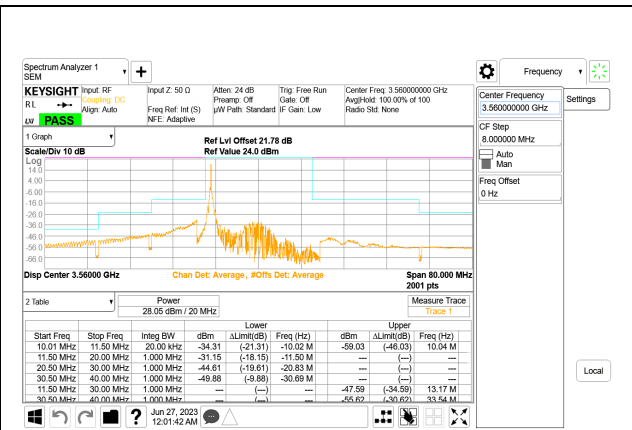 Spectrum Analyzer 1
SEM
Frequency
KEYSIGHT
RL
LXI PASS
Input: RF
Coupling: DC
Align: Auto
Input Z: 50 Ω
Freq Ref: Int (S)
NFE: Adaptive
Atten: 24 dB
Preamp: Off
µW Path: Standard
Trig: Free Run
Gate: Off
IF Gain: Low
Center Freq: 3.560000000 GHz
Avg|Hold: 100.00% of 100
Radio Std: None
Center Frequency
3.560000000 GHz
Settings
CF Step
8.000000 MHz
Auto
Man
Freq Offset
0 Hz
Local
1 Graph
Scale/Div 10 dB
Ref Lvl Offset 21.78 dB
Ref Value 24.0 dBm
Log
14.0
4.00
-6.00
-16.0
-26.0
-36.0
-46.0
-56.0
-66.0
Disp Center 3.56000 GHz
Chan Det: Average , #Offs Det: Average
Span 80.000 MHz
2001 pts
2 Table
Power
28.05 dBm / 20 MHz
Measure Trace
Trace 1
Lower Upper
Start Freq Stop Freq Integ BW dBm ΔLimit(dB) Freq (Hz) dBm ΔLimit(dB) Freq (Hz)
10.01 MHz 11.50 MHz 20.00 kHz -34.31 (-21.31) -10.02 M -59.03 (-46.03) 10.04 M
11.50 MHz 20.00 MHz 1.000 MHz -31.15 (-18.15) -11.50 M --- (---) ---
20.50 MHz 30.00 MHz 1.000 MHz -44.61 (-19.61) -20.83 M --- (---) ---
30.50 MHz 40.00 MHz 1.000 MHz -49.88 (-9.88) -30.69 M --- (---) ---
11.50 MHz 30.00 MHz 1.000 MHz --- (---) --- -47.59 (-34.59) 13.17 M
30.50 MHz 40.00 MHz 1.000 MHz --- (---) --- -55.62 (-30.62) 33.54 M
?
Jun 27, 2023
12:01:42 AM